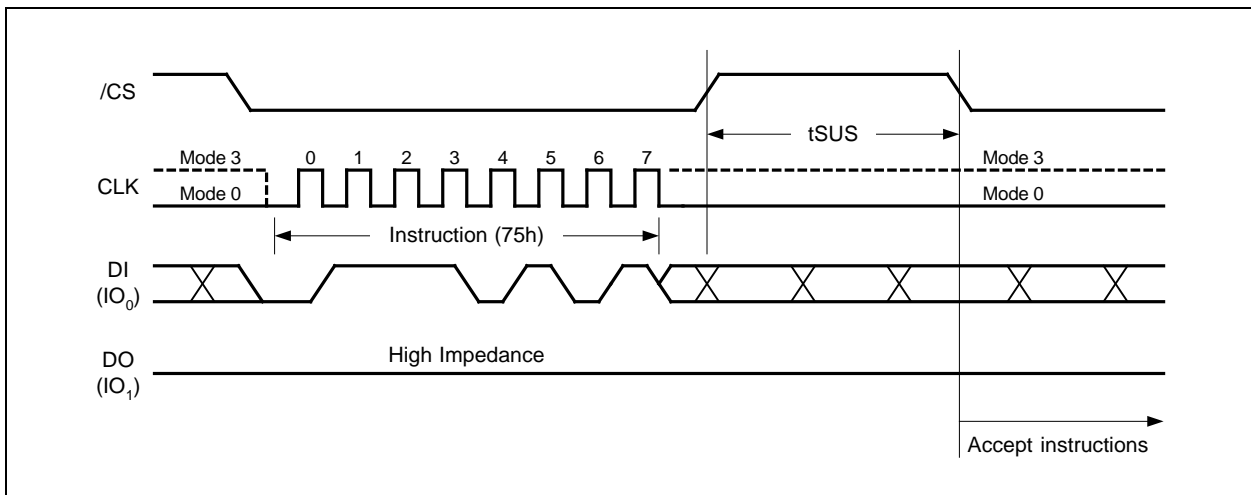 /CS
tSUS
Mode 3 0 1 2 3 4 5 6 7 Mode 3
CLK
Mode 0 Mode 0
Instruction (75h)
DI
(IO0)
High Impedance
DO
(IO1)
Accept instructions